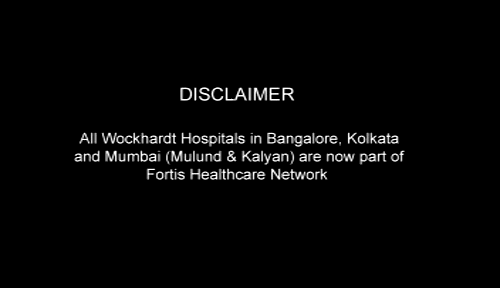 DISCLAIMER
All Wockhardt Hospitals in Bangalore, Kolkata
and Mumbai (Mulund & Kalyan) are now part of
Fortis Healthcare Network